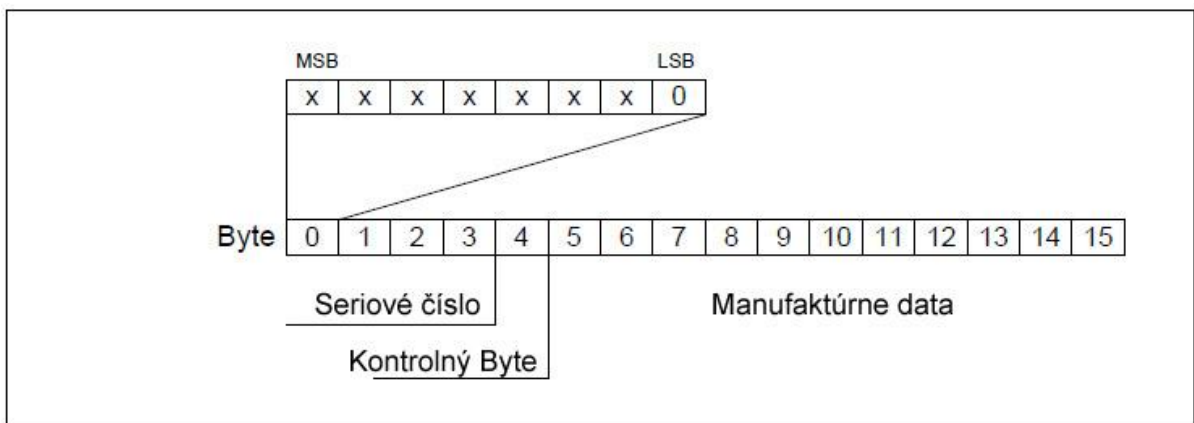 MSB LSB
x x x x x x x 0
Byte 0 1 2 3 4 5 6 7 8 9 10 11 12 13 14 15
Seriové číslo Manufaktúrne data
Kontrolný Byte